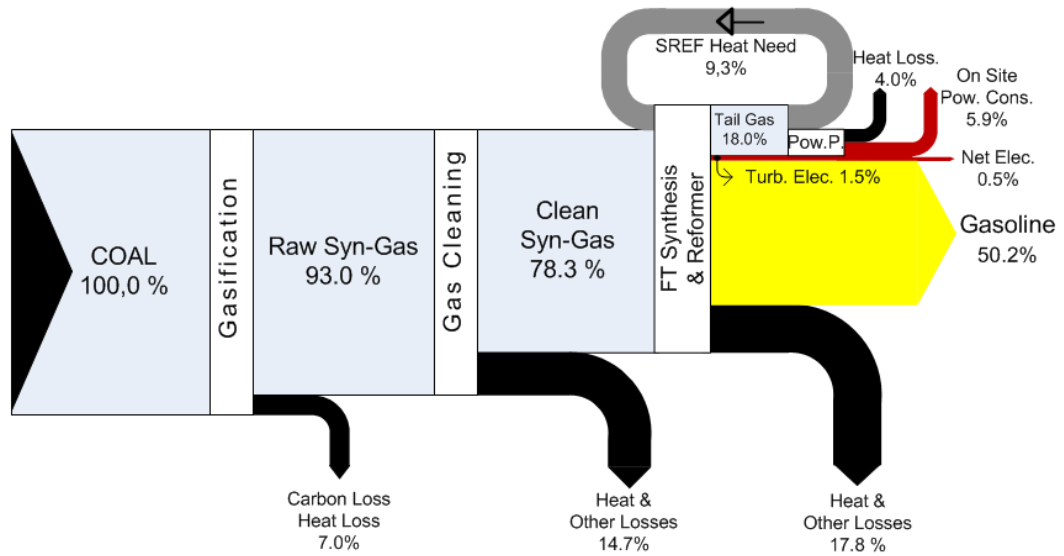 SREF Heat Need
9,3%
Heat Loss.
4.0%
On Site
Pow. Cons.
5.9%
Tail Gas
18.0%
Pow.P.
Net Elec.
0.5%
Turb. Elec. 1.5%
COAL
100,0 %
Gasification
Raw Syn-Gas
93.0 %
Gas Cleaning
Clean
Syn-Gas
78.3 %
FT Synthesis
& Reformer
Gasoline
50.2%
Carbon Loss
Heat Loss
7.0%
Heat &
Other Losses
14.7%
Heat &
Other Losses
17.8 %